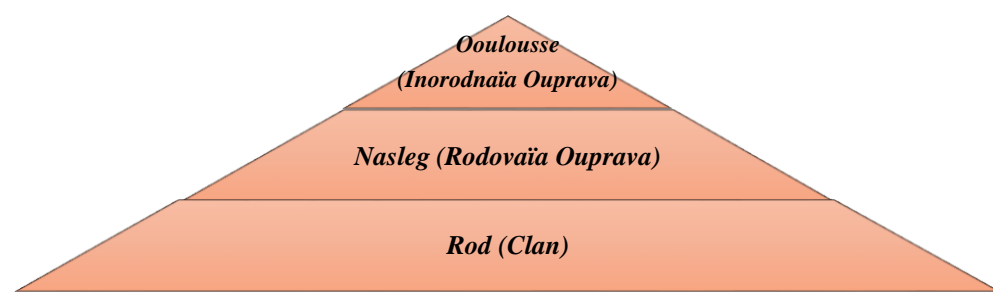 Ooulousse
(Inorodnaïa Ouprava)
Nasleg (Rodovaïa Ouprava)
Rod (Clan)